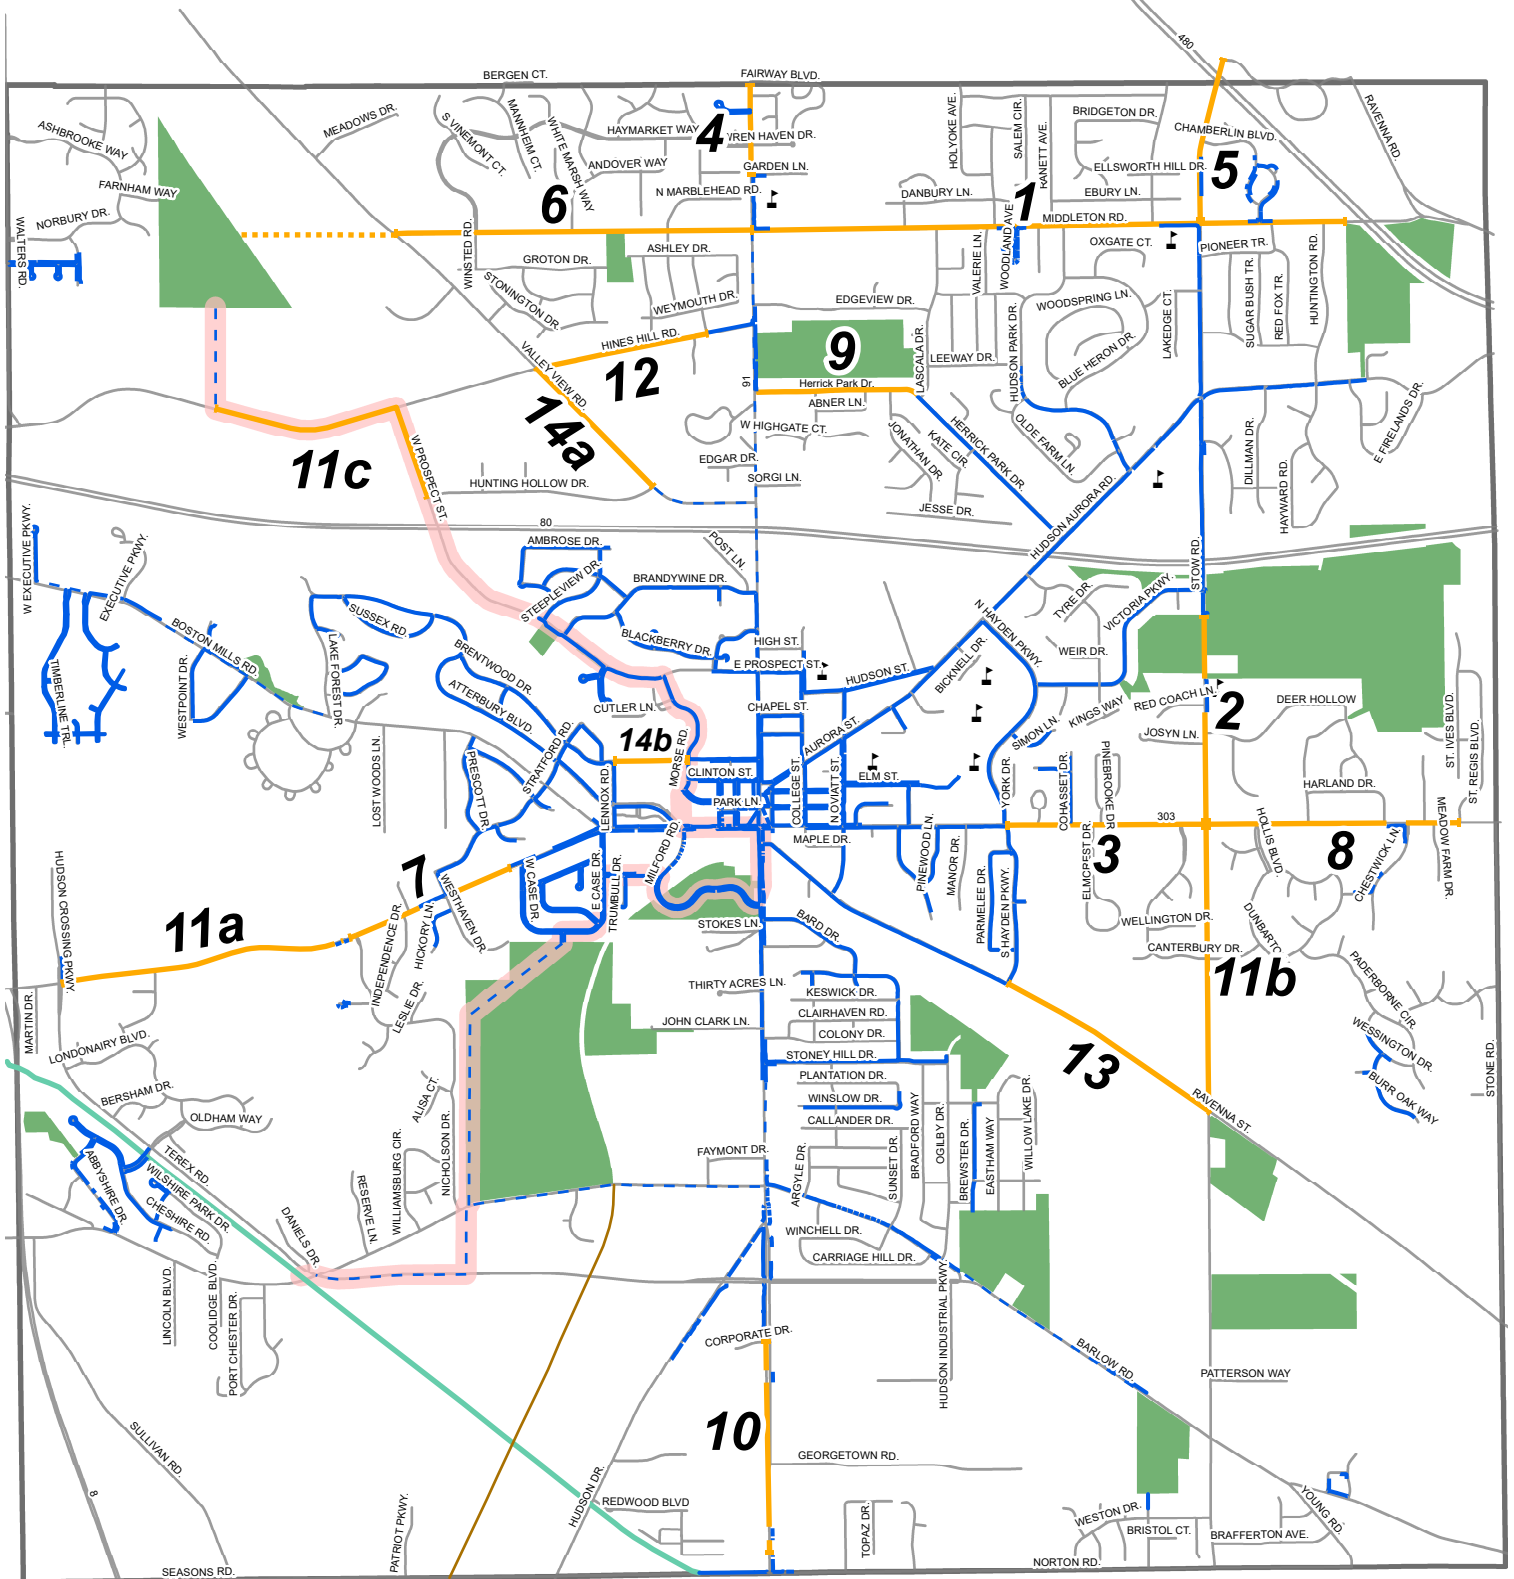 480
BERGEN CT.
FAIRWAY BLVD.
ASHBROOKE WAY
MEADOWS DR.
S VINEMONT CT.
MANNHEIM CT.
WHITE MARSH WAY
HAYMARKET WAY
4
WREN HAVEN DR.
HOLYOKE AVE.
SALEM CIR.
KANETT AVE.
BRIDGETON DR.
CHAMBERLIN BLVD.
RAVENNA RD.
ANDOVER WAY
GARDEN LN.
ELLSWORTH HILL DR.
5
FARNHAM WAY
6
N MARBLEHEAD RD.
DANBURY LN.
1
EBURY LN.
NORBURY DR.
WALTERS RD.
WINSTED RD.
MIDDLETON RD.
GROTON DR.
ASHLEY DR.
VALERIE LN.
WOODLAND AVE.
OXGATE CT.
PIONEER TR.
STONINGTON DR.
WEYMOUTH DR.
EDGEVIEW DR.
WOODSPRING LN.
LAKEDGE CT.
SUGAR BUSH TR.
RED FOX TR.
HUNTINGTON RD.
HINES HILL RD.
VALLEY VIEW RD.
12
9
LASCALA DR.
LEEWAY DR.
HUDSON PARK DR.
BLUE HERON DR.
91
Herrick Park Dr.
ABNER LN.
14a
W HIGHGATE CT.
JONATHAN DR.
KATE CIR.
HERRICK PARK DR.
OLDE FARM LN.
DILLMAN DR.
HAYWARD RD.
E FIRELANDS DR.
11c
W PROSPECT ST.
EDGAR DR.
SORGI LN.
HUNTING HOLLOW DR.
JESSE DR.
HUDSON AURORA RD.
80
W EXECUTIVE PKWY.
EXECUTIVE PKWY.
AMBROSE DR.
POST LN.
STOW RD.
STEEPLEVIEW DR.
BRANDYWINE DR.
TYRE DR.
VICTORIA PKWY.
SUSSEX RD.
BOSTON MILLS RD.
LAKE FOREST DR.
BRENTWOOD DR.
BLACKBERRY DR.
HIGH ST.
E PROSPECT ST.
HUDSON ST.
N HAYDEN PKWY.
BICKNELL DR.
WEIR DR.
TIMBERLINE TRL.
WESTPOINT DR.
ATTERBURY BLVD.
CUTLER LN.
CHAPEL ST.
AURORA ST.
SIMON LN.
KINGS WAY
RED COACH LN.
2
DEER HOLLOW
JOSYN LN.
ST. IVES BLVD.
ST. REGIS BLVD.
LOST WOODS LN.
PRESCOTT DR.
STRATFORD RD.
14b
MORSE RD.
LENNOX RD.
CLINTON ST.
PARK LN.
COLLEGE ST.
N OVIATT ST.
ELM ST.
YORK DR.
COHASSET DR.
PINEBROOKE DR
HARLAND DR.
303
MILFORD RD.
MAPLE DR.
HOLLIS BLVD.
MEADOW FARM DR.
HUDSON CROSSING PKWY.
7
W CASE DR.
E CASE DR.
TRUMBULL DR.
PINEWOOD LN.
MANOR DR.
PARMELEE DR.
S HAYDEN PKWY.
3
ELMCREST DR.
8
CHESTWICK LN.
11a
WESTHAVEN DR.
INDEPENDENCE DR.
HICKORY LN.
LESLIE DR.
STOKES LN.
BARD DR.
WELLINGTON DR.
CANTERBURY DR.
DUNBARTO
11b
PADERBORNE CIR.
THIRTY ACRES LN.
KESWICK DR.
CLAIRHAVEN RD.
COLONY DR.
JOHN CLARK LN.
MARTIN DR.
LONDONAIRY BLVD.
STONEY HILL DR.
PLANTATION DR.
WINSLOW DR.
CALLANDER DR.
13
WESSINGTON DR.
BURR OAK WAY
STONE RD.
RAVENNA ST.
BERSHAM DR.
OLDHAM WAY
ALISA CT.
NICHOLSON DR.
WILLIAMSBURG CIR.
RESERVE LN.
TEREX RD.
ABBYSHIRE DR.
WILSHIRE PARK DR.
CHESHIRE RD.
DANIELS DR.
FAYMONT DR.
ARGYLE DR.
SUNSET DR.
BRADFORD WAY
OGILBY DR.
BREWSTER DR.
EASTHAM WAY
WILLOW LAKE DR.
WINCHELL DR.
CARRIAGE HILL DR.
LINCOLN BLVD.
COOLIDGE BLVD.
PORT CHESTER DR.
CORPORATE DR.
HUDSON INDUSTRIAL PKWY.
BARLOW RD.
PATTERSON WAY
10
SULLIVAN RD.
8
GEORGETOWN RD.
HUDSON DR.
REDWOOD BLVD
PATRIOT PKWY.
TOPAZ DR.
WESTON DR.
BRISTOL CT.
BRAFFERTON AVE.
YOUNG RD.
SEASONS RD.
NORTON RD.